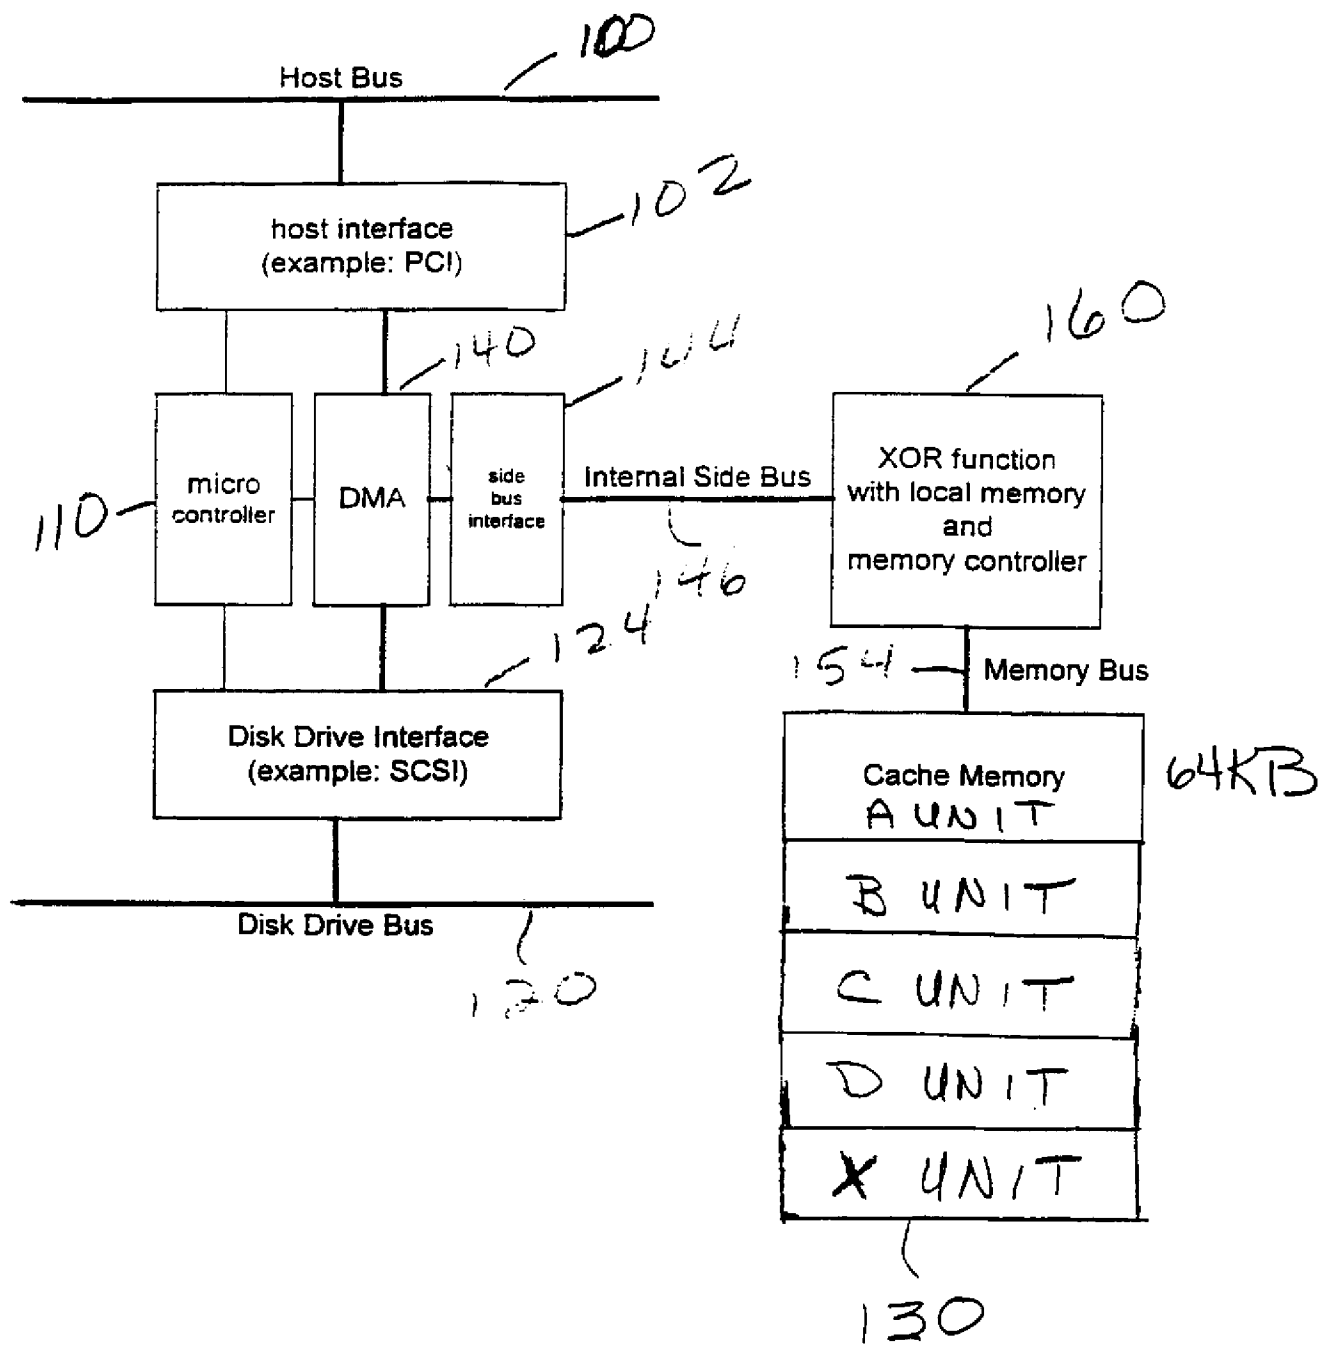 100
Host Bus
102
host interface
(example: PCI)
160
140
144
micro
controller
DMA
side
bus
interface
Internal Side Bus
XOR function
with local memory
and
memory controller
110
146
124
154
Memory Bus
Disk Drive Interface
(example: SCSI)
Cache Memory
64KB
A UNIT
B UNIT
Disk Drive Bus
C UNIT
120
D UNIT
X UNIT
130